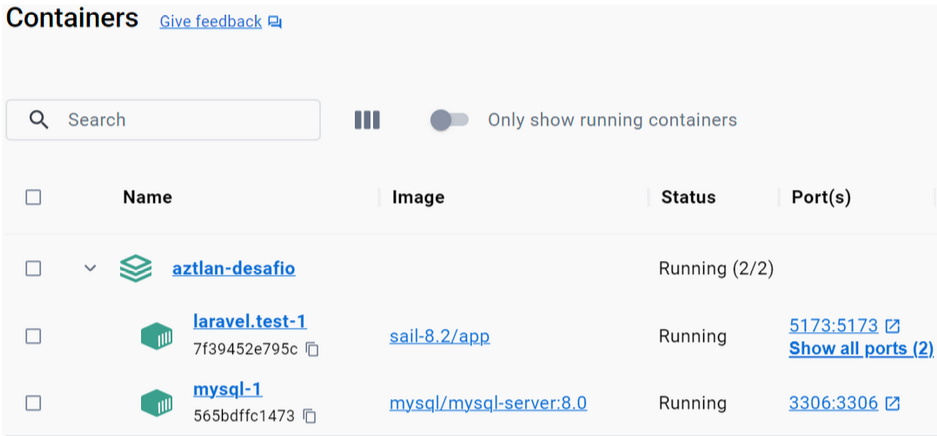 Containers Give feedback
Search Only show running containers
Name Image Status Port(s)
aztlan-desafio Running (2/2)
laravel.test-1 sail-8.2/app Running 5173:5173
7f39452e795c Show all ports (2)
mysql-1 mysql/mysql-server:8.0 Running 3306:3306
565bdffc1473